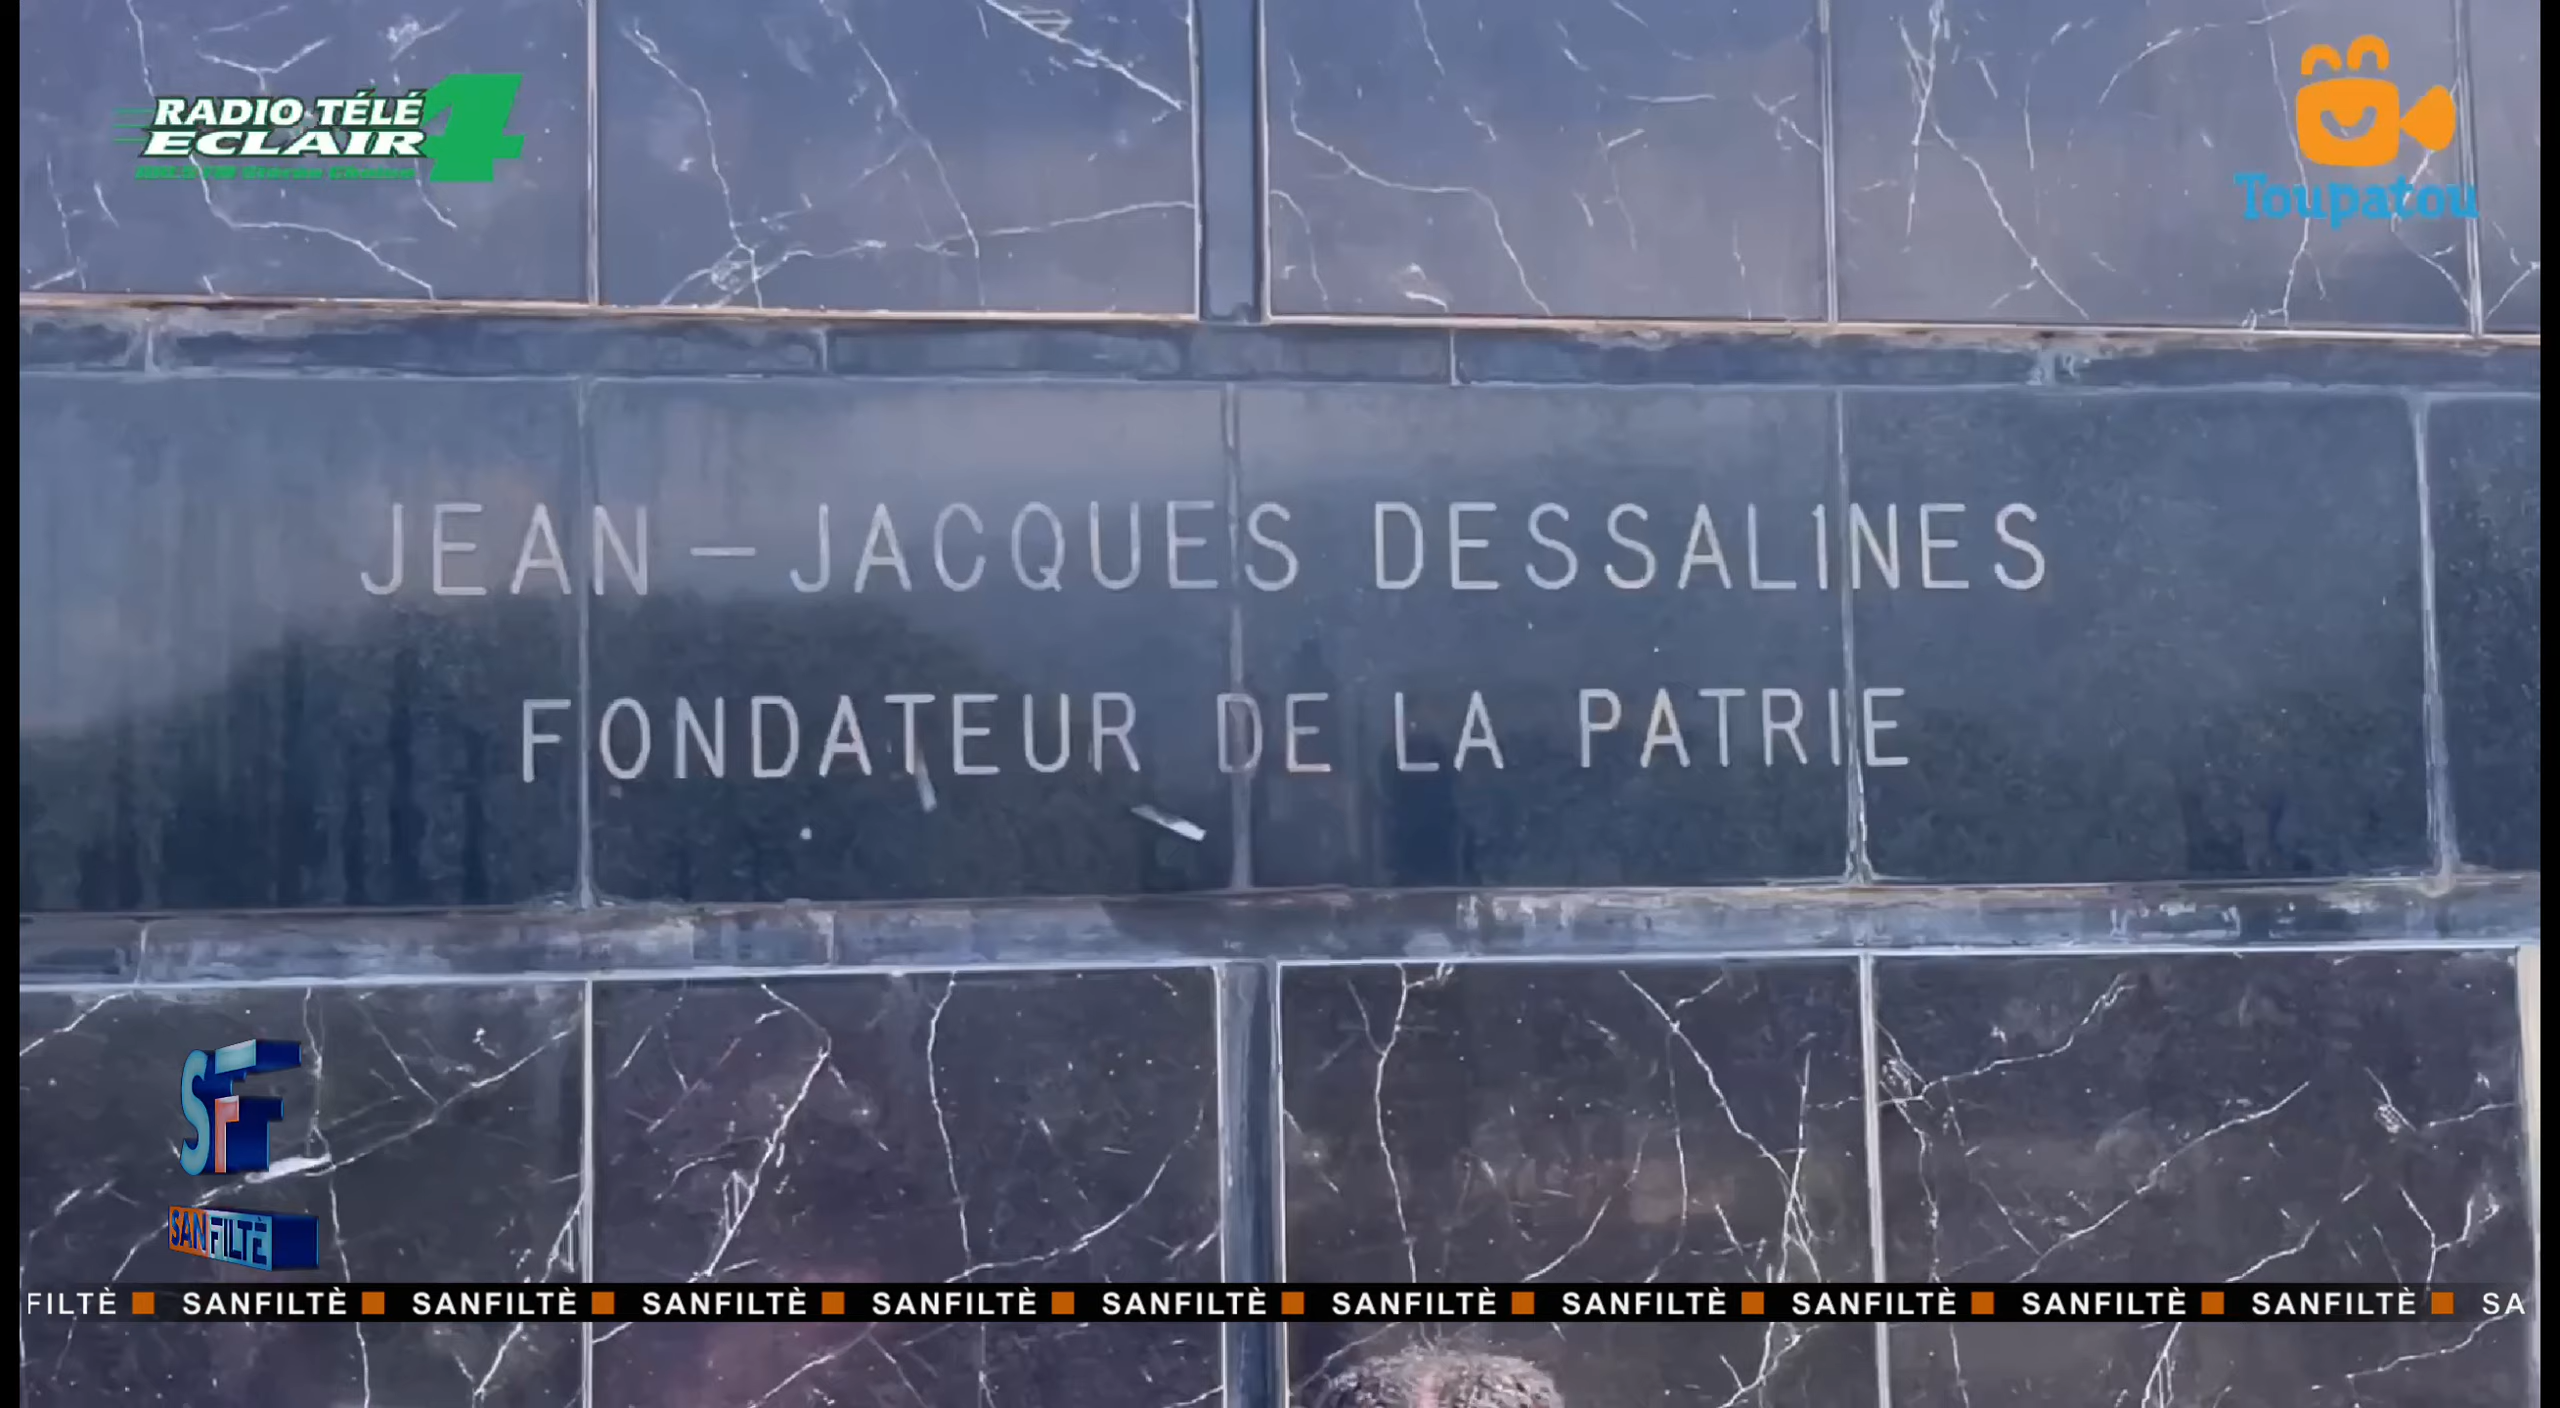 RADIO TÉLÉ
ECLAIR 4
Toupatou
JEAN-JACQUES DESSALINES
FONDATEUR DE LA PATRIE
SFF
SANFILTÈ
FILTÈ SANFILTÈ SANFILTÈ SANFILTÈ SANFILTÈ SANFILTÈ SANFILTÈ SANFILTÈ SANFILTÈ SANFILTÈ SANFILTÈ SA